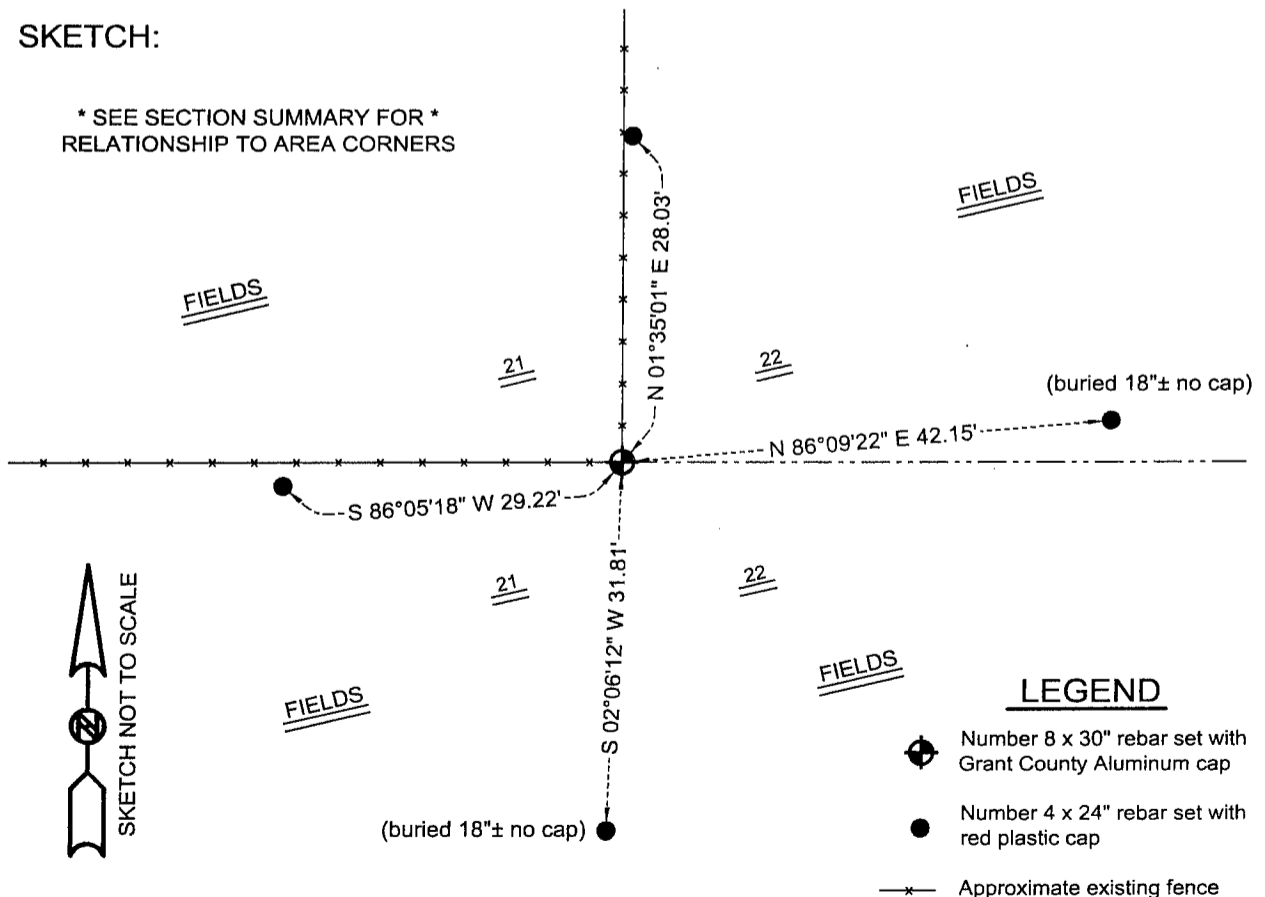 SKETCH:
* SEE SECTION SUMMARY FOR *
RELATIONSHIP TO AREA CORNERS
FIELDS
FIELDS
N 01°35'01" E 28.03'
21
22
(buried 18"± no cap)
N 86°09'22" E 42.15'
S 86°05'18" W 29.22'
21
22
S 02°06'12" W 31.81'
FIELDS
FIELDS
N
SKETCH NOT TO SCALE
(buried 18"± no cap)
LEGEND
Number 8 x 30" rebar set with
Grant County Aluminum cap
Number 4 x 24" rebar set with
red plastic cap
Approximate existing fence